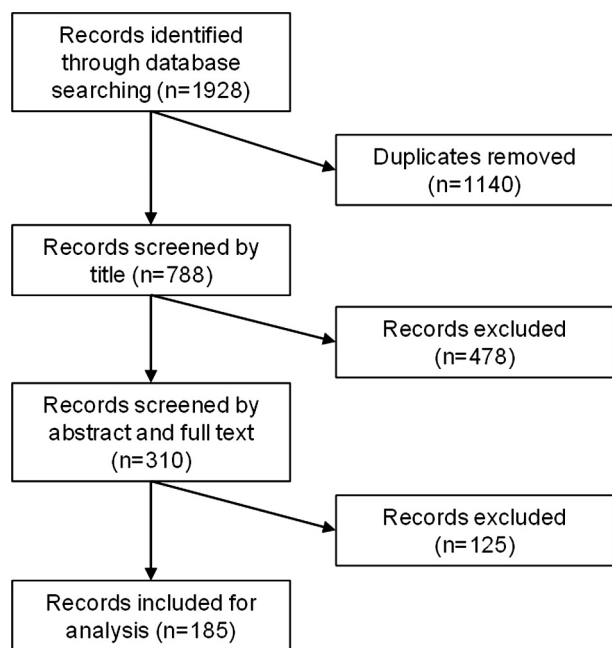 Records identified
through database
searching (n=1928)
Duplicates removed
(n=1140)
Records screened by
title (n=788)
Records excluded
(n=478)
Records screened by
abstract and full text
(n=310)
Records excluded
(n=125)
Records included for
analysis (n=185)